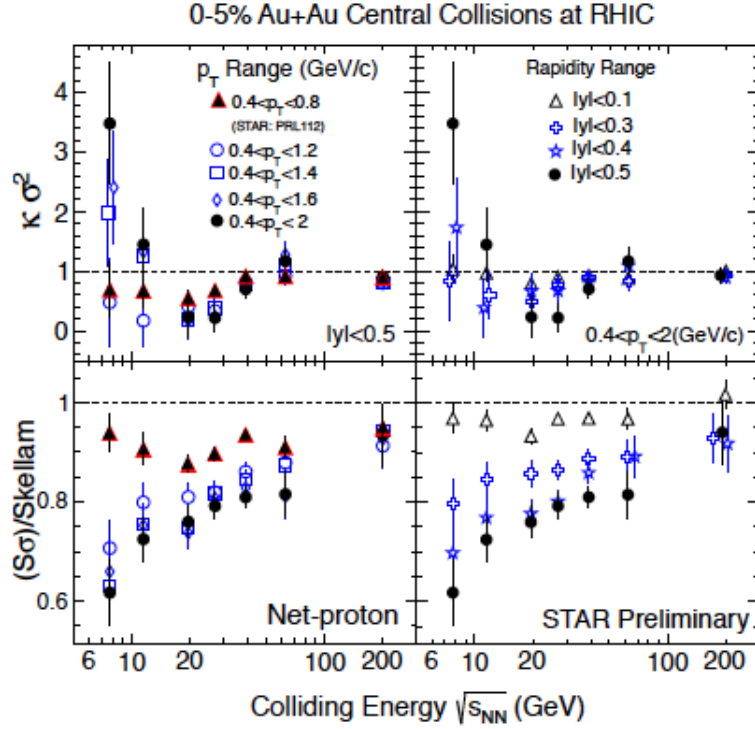 0-5% Au+Au Central Collisions at RHIC
p_T Range (GeV/c)
0.4<p_T<0.8
(STAR: PRL112)
0.4<p_T<1.2
0.4<p_T<1.4
0.4<p_T<1.6
0.4<p_T<2
|y|<0.5
Rapidity Range
|y|<0.1
|y|<0.3
|y|<0.4
|y|<0.5
0.4<p_T<2(GeV/c)
κ σ²
4
3
2
1
0
(Sσ)/Skellam
1
0.8
0.6
Net-proton
STAR Preliminary
6 10 20 100 200
6 10 20 100 200
Colliding Energy √s_NN (GeV)